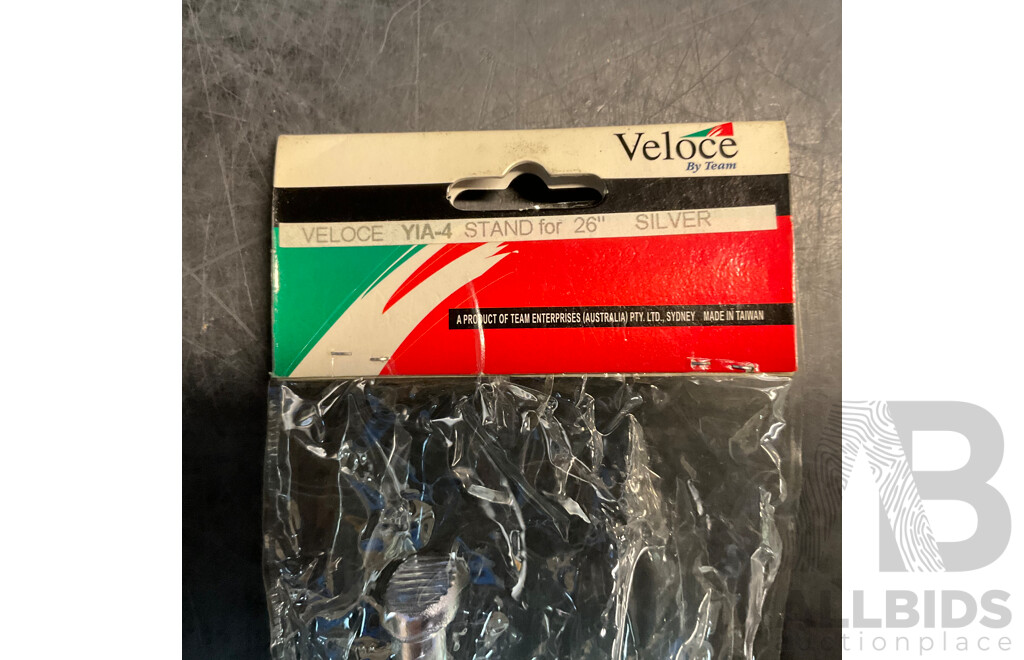 Veloce
By Team
VELOCE YIA-4 STAND for 26" SILVER
A PRODUCT OF TEAM ENTERPRISES (AUSTRALIA) PTY. LTD., SYDNEY MADE IN TAIWAN
B
ALLBIDS
auctionplace